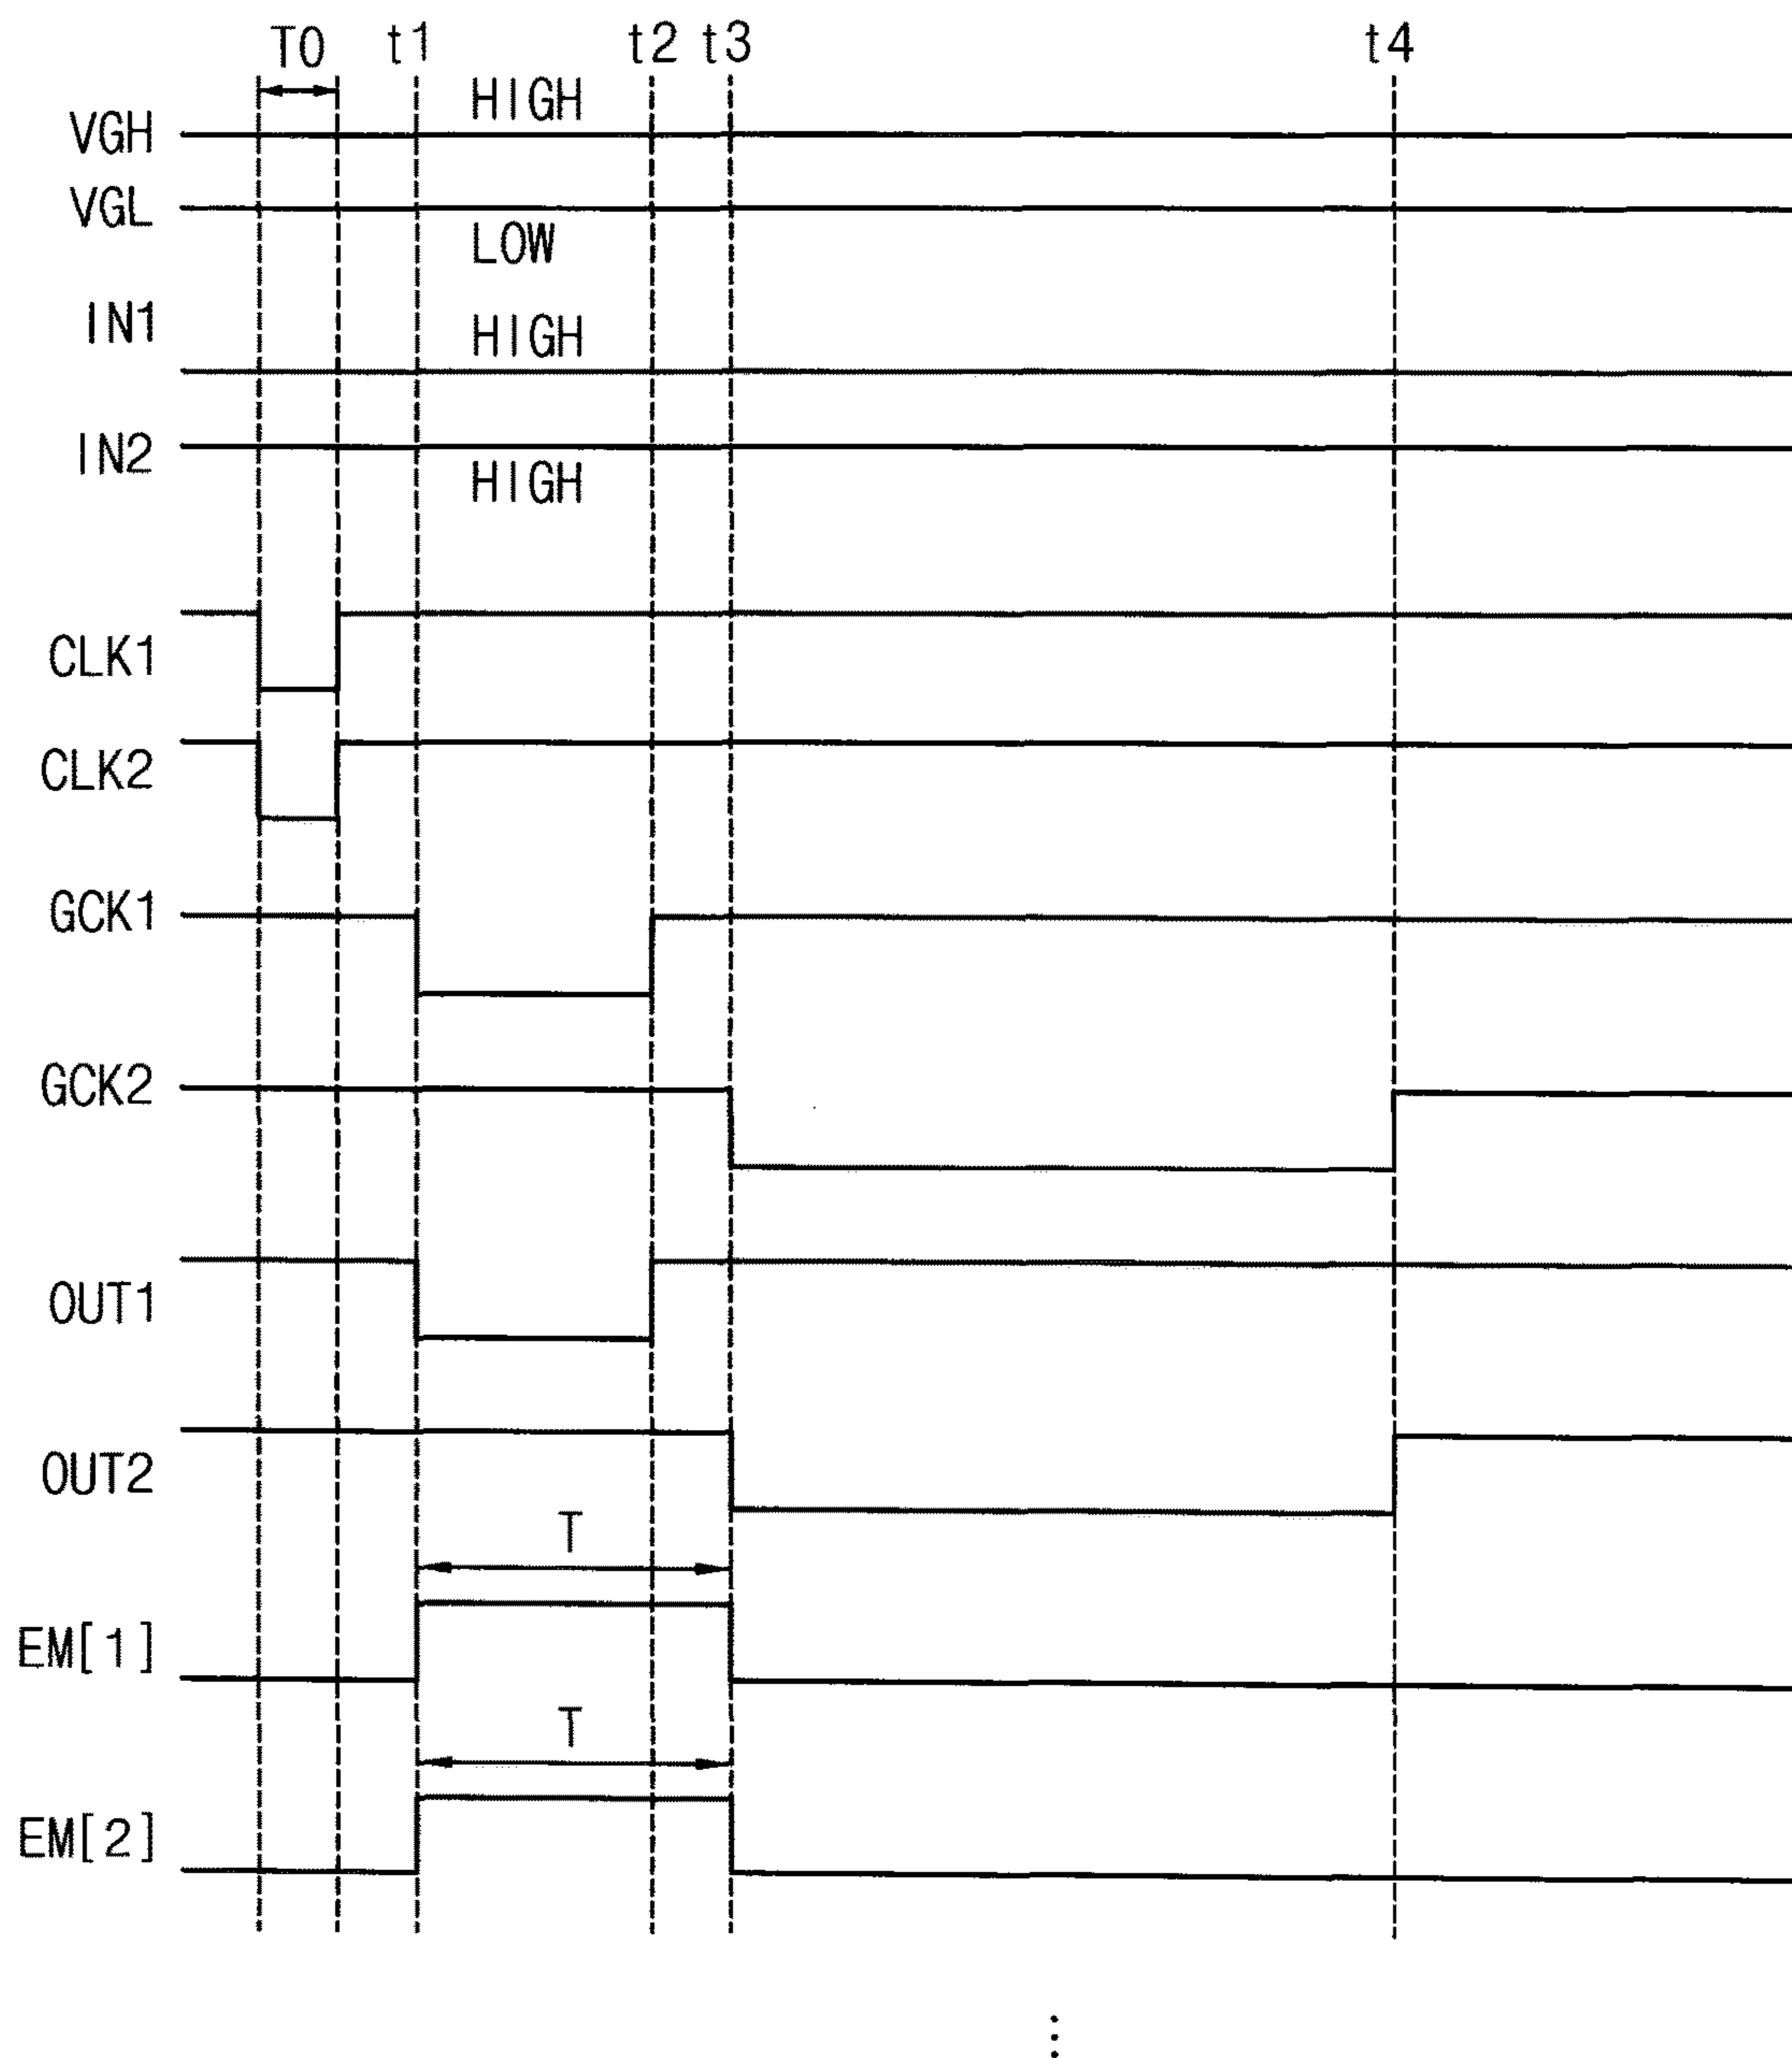 T0 t1 t2 t3 t4
VGH HIGH
VGL
LOW
IN1 HIGH
IN2
HIGH
CLK1
CLK2
GCK1
GCK2
OUT1
OUT2
T
EM[1]
T
EM[2]
⋮